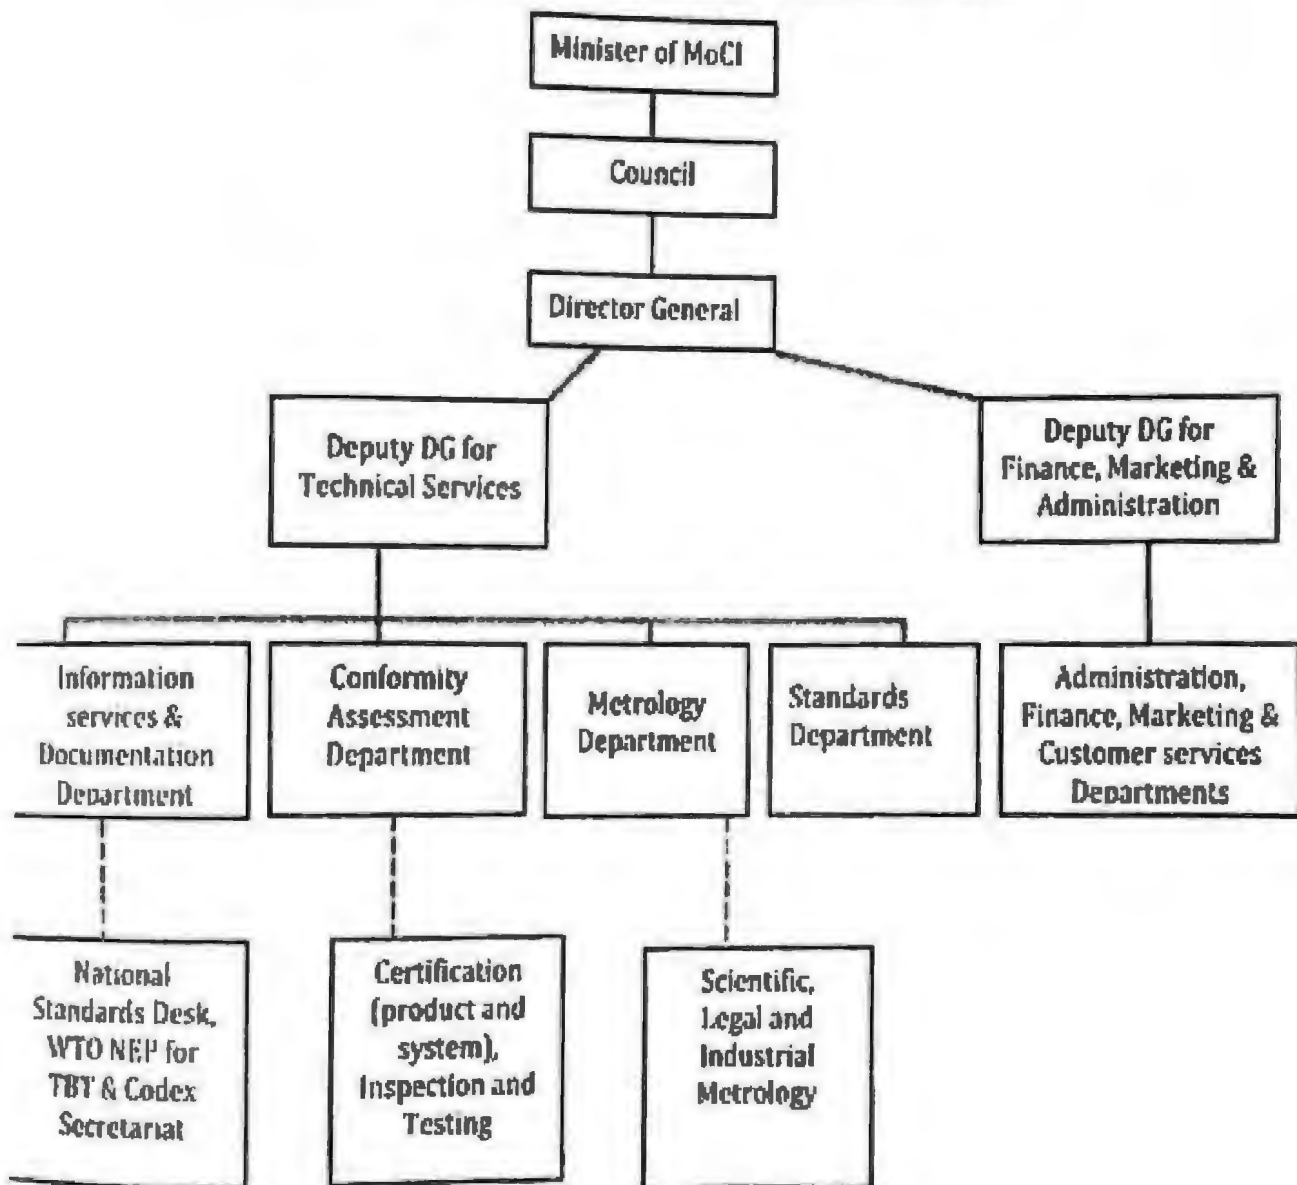 Minister of MoCI
Council
Director General
Deputy DG for
Technical Services
Deputy DG for
Finance, Marketing &
Administration
Information
services &
Documentation
Department
Conformity
Assessment
Department
Metrology
Department
Standards
Department
Administration,
Finance, Marketing &
Customer services
Departments
National
Standards Desk,
WTO NEP for
TBT & Codex
Secretariat
Certification
(product and
system),
Inspection and
Testing
Scientific,
Legal and
Industrial
Metrology